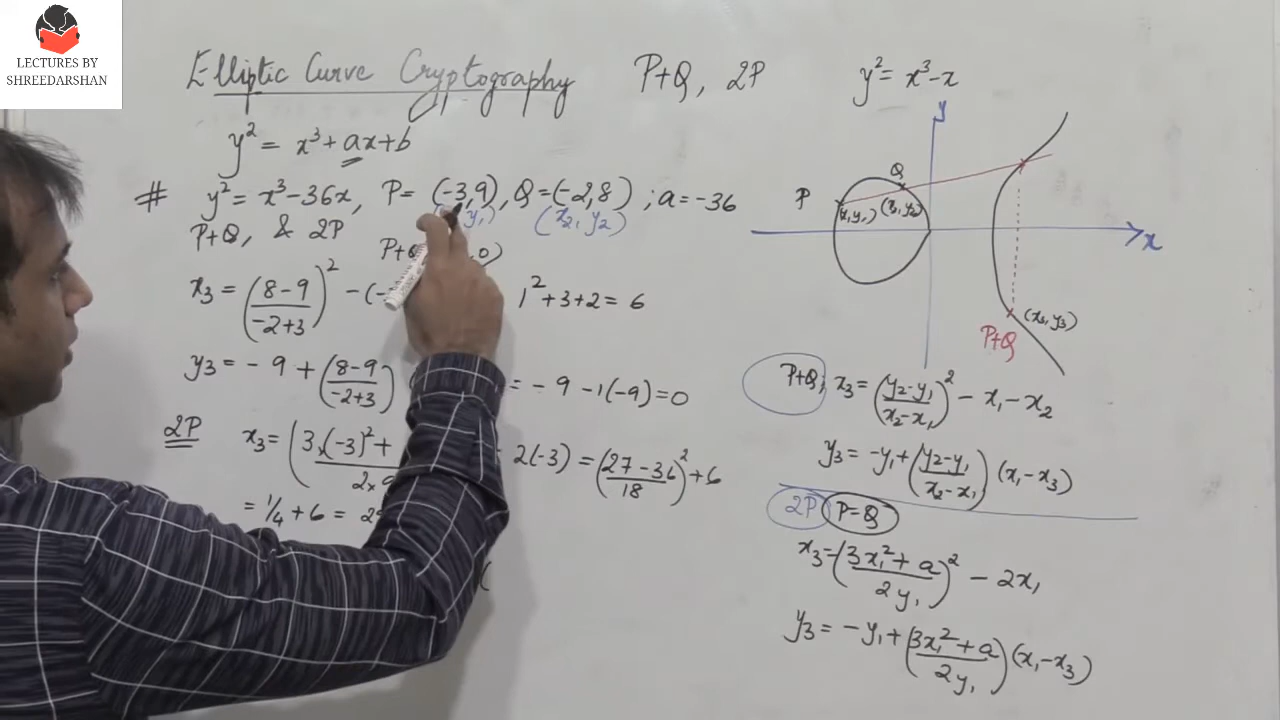 LECTURES BY
SHREEDARSHAN
Elliptic Curve Cryptography P+Q, 2P
y² = x³ + ax + b
# y² = x³ - 36x, P = (-3, 9), Q = (-2, 8) ; a = -36
y₁) (x₂, y₂)
P+Q, & 2P
P+Q , 0)
x₃ = ((8-9)/(-2+3))² - (- 1² + 3 + 2 = 6
y₃ = - 9 + ((8-9)/(-2+3)) = - 9 - 1(-9) = 0
2P x₃ = (3×(-3)² + / 2× - 2(-3) = ((27-36)/18)² + 6
= 1/4 + 6 =
(
y² = x³ - x
y
x
P
Q
(x₁, y₁) (x₂, y₂)
(x₃, y₃)
P+Q
P+Q, x₃ = ((y₂-y₁)/(x₂-x₁))² - x₁ - x₂
y₃ = -y₁ + ((y₂-y₁)/(x₂-x₁)) (x₁-x₃)
2P P=Q
x₃ = ((3x₁² + a)/2y₁)² - 2x₁
y₃ = -y₁ + ((3x₁² + a)/2y₁) (x₁-x₃)